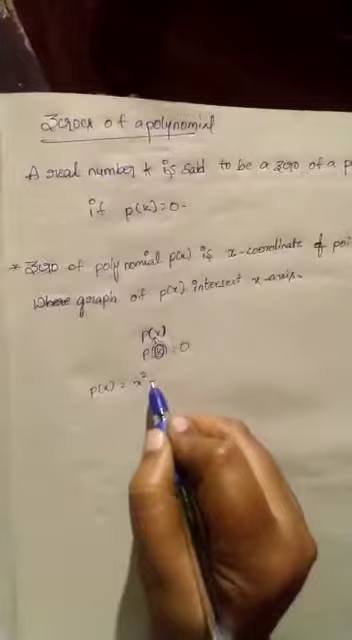 Zeroes of a polynomial
A real number k is said to be a zero of a p
if p(k)=0.
* Zero of polynomial p(x) is x-coordinate of poi
where graph of p(x) intersect x-axis.
p(x)
p(k) = 0
p(x) = x²